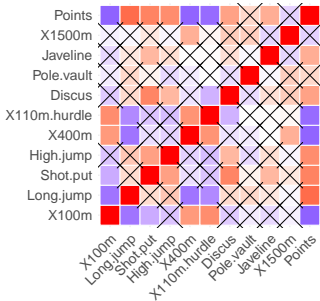 Points
X1500m
Javeline
Pole.vault
Discus
X110m.hurdle
X400m
High.jump
Shot.put
Long.jump
X100m
X100m
Long.jump
Shot.put
High.jump
X400m
X110m.hurdle
Discus
Pole.vault
Javeline
X1500m
Points